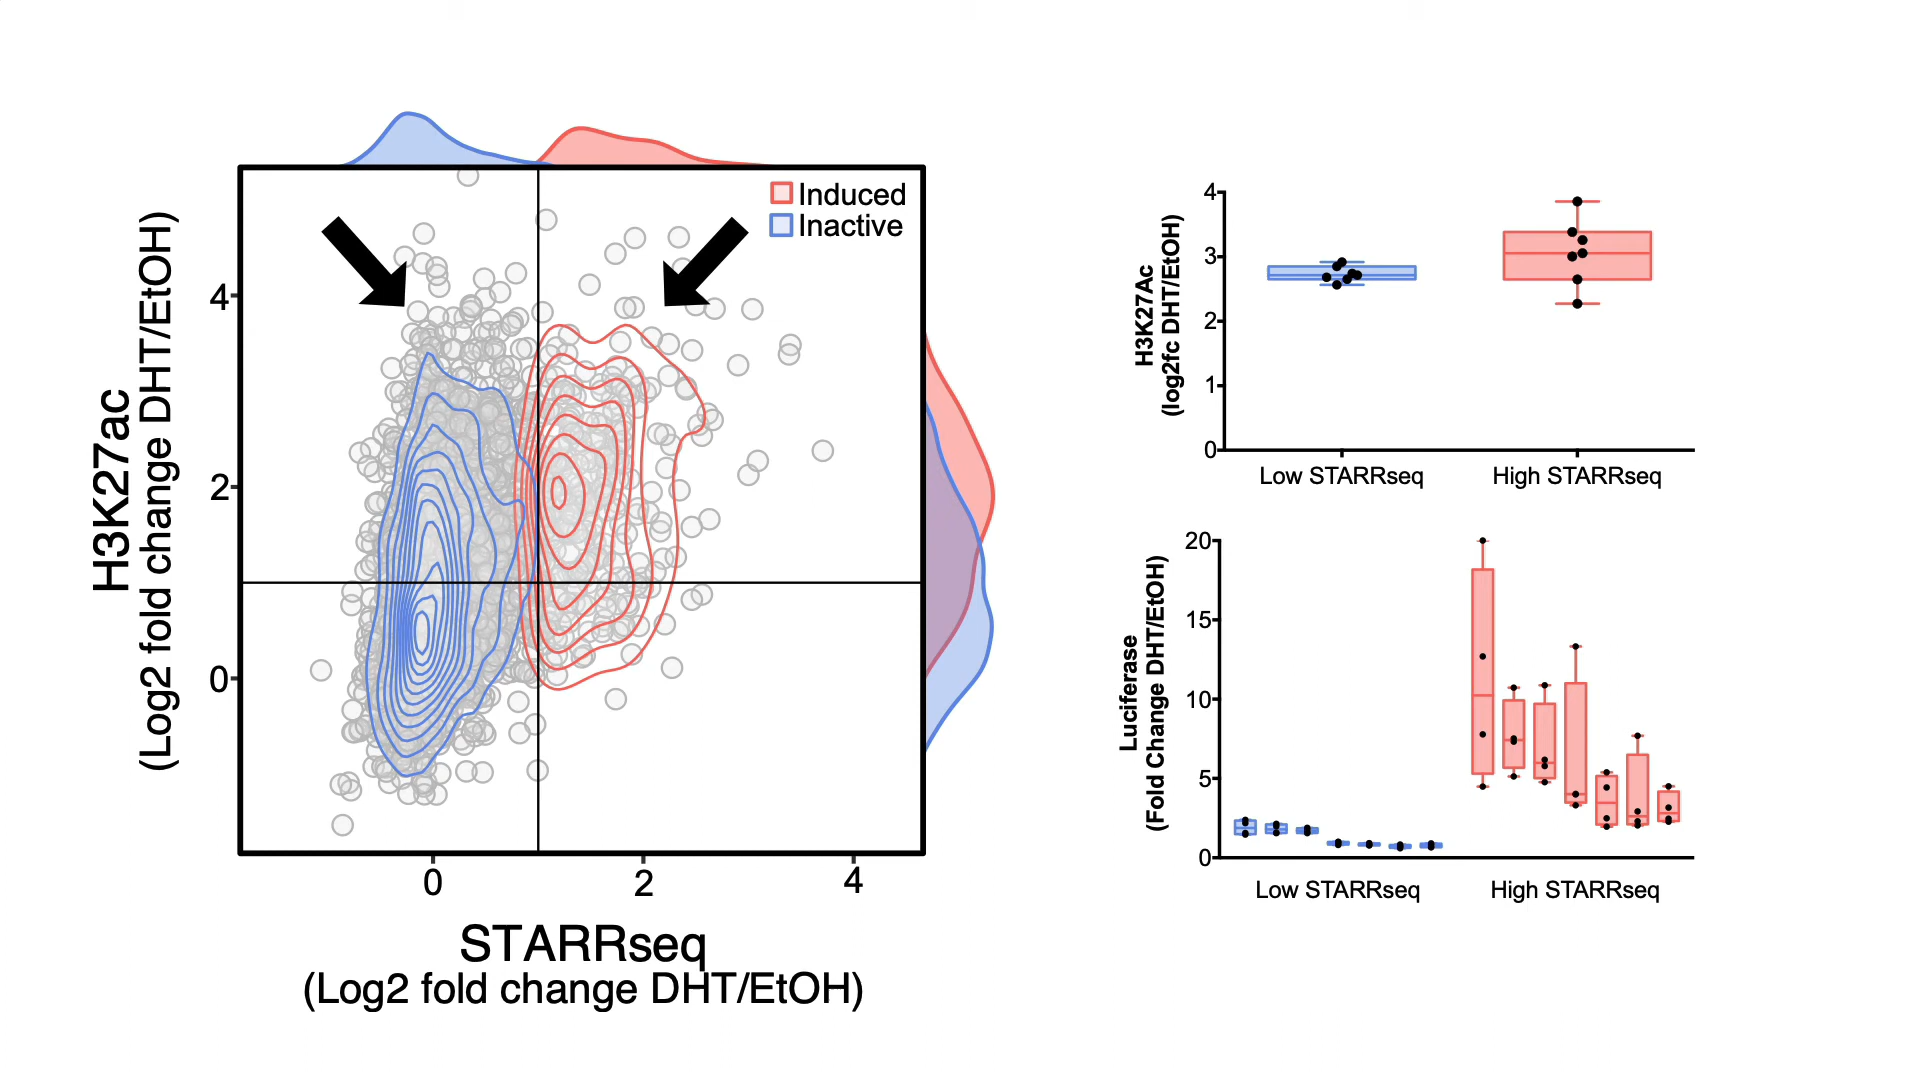 Induced
Inactive
H3K27ac
(Log2 fold change DHT/EtOH)
4
2
0
0
2
4
STARRseq
(Log2 fold change DHT/EtOH)
H3K27Ac
(log2fc DHT/EtOH)
4
3
2
1
0
Low STARRseq
High STARRseq
Luciferase
(Fold Change DHT/EtOH)
20
15
10
5
0
Low STARRseq
High STARRseq